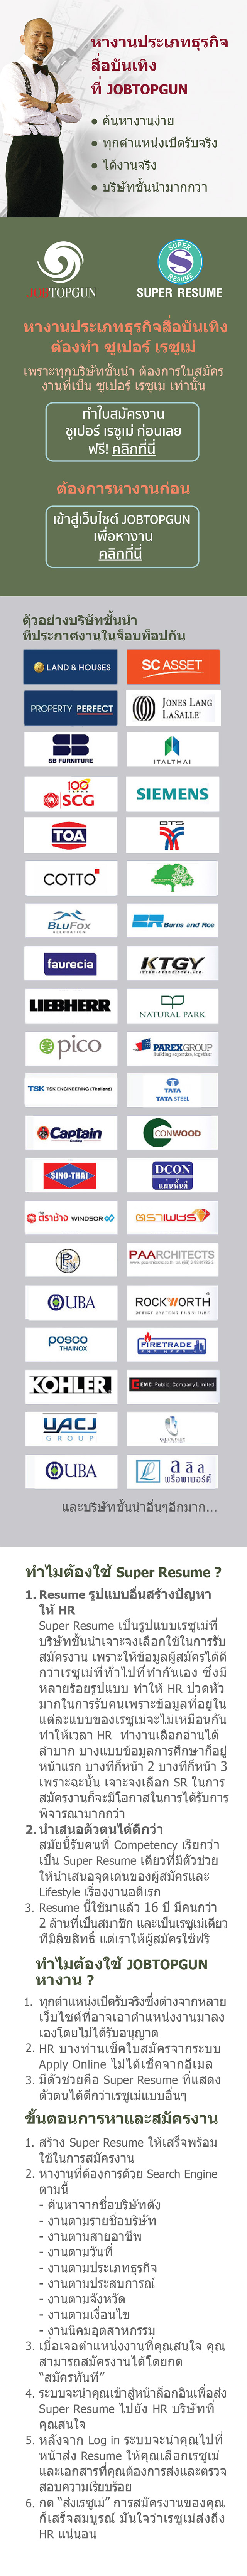 หางานประเภทธุรกิจ
สื่อบันเทิง
ที่ JOBTOPGUN
● ค้นหางานง่าย
● ทุกตำแหน่งเปิดรับจริง
● ได้งานจริง
● บริษัทชั้นนำมากกว่า
JOBTOPGUN
SUPER RESUME
SUPER RESUME
หางานประเภทธุรกิจสื่อบันเทิง
ต้องทำ ซูเปอร์ เรซูเม่
เพราะทุกบริษัทชั้นนำ ต้องการใบสมัคร
งานที่เป็น ซูเปอร์ เรซูเม่ เท่านั้น
ทำใบสมัครงาน
ซูเปอร์ เรซูเม่ ก่อนเลย
ฟรี! คลิกที่นี่
ต้องการหางานก่อน
เข้าสู่เว็บไซต์ JOBTOPGUN
เพื่อหางาน
คลิกที่นี่
ตัวอย่างบริษัทชั้นนำ
ที่ประกาศงานในจ็อบท็อปกัน
LAND & HOUSES
SC ASSET
PROPERTY PERFECT
JONES LANG
LASALLE
SB FURNITURE
ITALTHAI
100
SCG
SIEMENS
TOA
BTS
COTTO
BLUFOX
Burns and Roe
faurecia
KTGY
LIEBHERR
NATURAL PARK
pico
PAREXGROUP
TSK TSK ENGINEERING (Thailand)
TATA
TATA STEEL
Captain
CONWOOD
SINO-THAI
DCON
ตราช้าง WINDSOR
ตราเพชร
PAARCHITECTS
UBA
ROCKWORTH
POSCO
THAINOX
FIRETRADE
KOHLER
EMC Public Company Limited
UACJ
GROUP
UBA
ลลิล
พร็อพเพอร์ตี้
และบริษัทชั้นนำอื่นๆอีกมาก...
ทำไมต้องใช้ Super Resume ?
1. Resume รูปแบบอื่นสร้างปัญหา
ให้ HR
Super Resume เป็นรูปแบบเรซูเม่ที่
บริษัทชั้นนำเจาะจงเลือกใช้ในการรับ
สมัครงาน เพราะให้ข้อมูลผู้สมัครได้ดี
กว่าเรซูเม่ที่ทั่วไปที่ทำกันเอง ซึ่งมี
หลายร้อยรูปแบบ ทำให้ HR ปวดหัว
มากในการรับคนเพราะข้อมูลที่อยู่ใน
แต่ละแบบของเรซูเม่จะไม่เหมือนกัน
ทำให้เวลา HR ทำงานเลือกอ่านได้
ลำบาก บางแบบข้อมูลการศึกษาก็อยู่
หน้าแรก บางทีก็หน้า 2 บางทีก็หน้า 3
เพราะฉะนั้น เจาะจงเลือก SR ในการ
สมัครงานก็จะมีโอกาสในการได้รับการ
พิจารณามากกว่า
2. นำเสนอตัวตนได้ดีกว่า
สมัยนี้รับคนที่ Competency เรียกว่า
เป็น Super Resume เดียวที่มีตัวช่วย
ให้นำเสนอจุดเด่นของผู้สมัครและ
Lifestyle เรื่องงานอดิเรก
3. Resume นี้ใช้มาแล้ว 16 ปี มีคนกว่า
2 ล้านที่เป็นสมาชิก และเป็นเรซูเม่เดียว
ที่มีลิขสิทธิ์ แต่เราให้ผู้สมัครใช้ฟรี
ทำไมต้องใช้ JOBTOPGUN
หางาน ?
1. ทุกตำแหน่งเปิดรับจริงซึ่งต่างจากหลาย
เว็บไซต์ที่อาจเอาตำแหน่งงานมาลง
เองโดยไม่ได้รับอนุญาต
2. HR บางท่านเช็คใบสมัครจากระบบ
Apply Online ไม่ได้เช็คจากอีเมล
3. มีตัวช่วยคือ Super Resume ที่แสดง
ตัวตนได้ดีกว่าเรซูเม่แบบอื่นๆ
ขั้นตอนการหาและสมัครงาน
1. สร้าง Super Resume ให้เสร็จพร้อม
ใช้ในการสมัครงาน
2. หางานที่ต้องการด้วย Search Engine
ตามนี้
- ค้นหาจากชื่อบริษัทดัง
- งานตามรายชื่อบริษัท
- งานตามสายอาชีพ
- งานตามวันที่
- งานตามประเภทธุรกิจ
- งานตามประสบการณ์
- งานตามจังหวัด
- งานตามเงื่อนไข
- งานนิคมอุตสาหกรรม
3. เมื่อเจอตำแหน่งงานที่คุณสนใจ คุณ
สามารถสมัครงานได้โดยกด
“สมัครทันที”
4. ระบบจะนำคุณเข้าสู่หน้าล็อกอินเพื่อส่ง
Super Resume ไปยัง HR บริษัทที่
คุณสนใจ
5. หลังจาก Log in ระบบจะนำคุณไปที่
หน้าส่ง Resume ให้คุณเลือกเรซูเม่
และเอกสารที่คุณต้องการส่งและตรวจ
สอบความเรียบร้อย
6. กด “ส่งเรซูเม่” การสมัครงานของคุณ
ก็เสร็จสมบูรณ์ มั่นใจว่าเรซูเม่ส่งถึง
HR แน่นอน